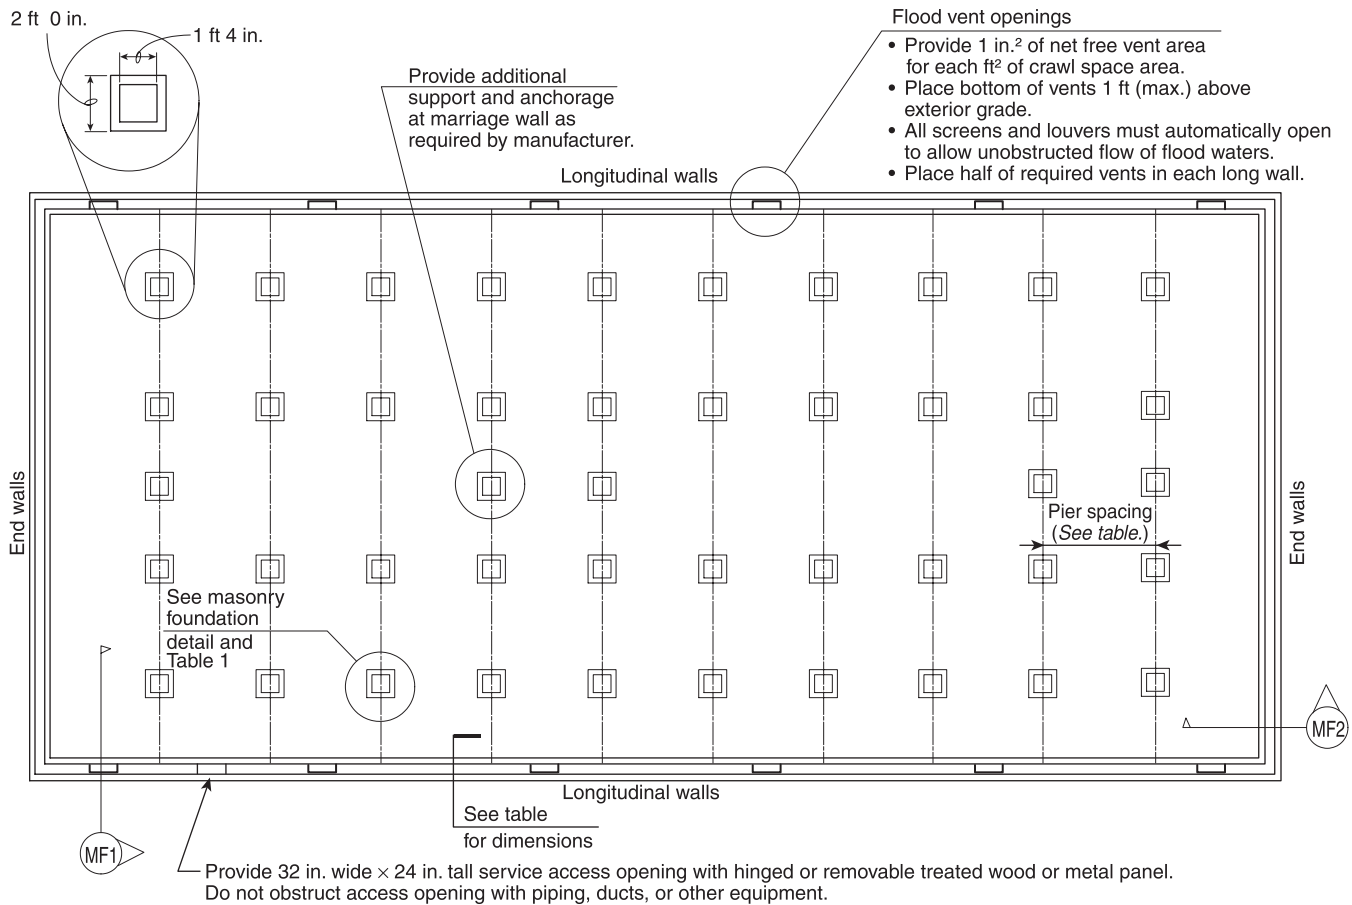 2 ft 0 in.
1 ft 4 in.
Provide additional
support and anchorage
at marriage wall as
required by manufacturer.
Flood vent openings
• Provide 1 in.² of net free vent area
for each ft² of crawl space area.
• Place bottom of vents 1 ft (max.) above
exterior grade.
• All screens and louvers must automatically open
to allow unobstructed flow of flood waters.
• Place half of required vents in each long wall.
Longitudinal walls
End walls
End walls
Pier spacing
(See table.)
See masonry
foundation
detail and
Table 1
MF2
Longitudinal walls
See table
for dimensions
MF1
Provide 32 in. wide × 24 in. tall service access opening with hinged or removable treated wood or metal panel.
Do not obstruct access opening with piping, ducts, or other equipment.